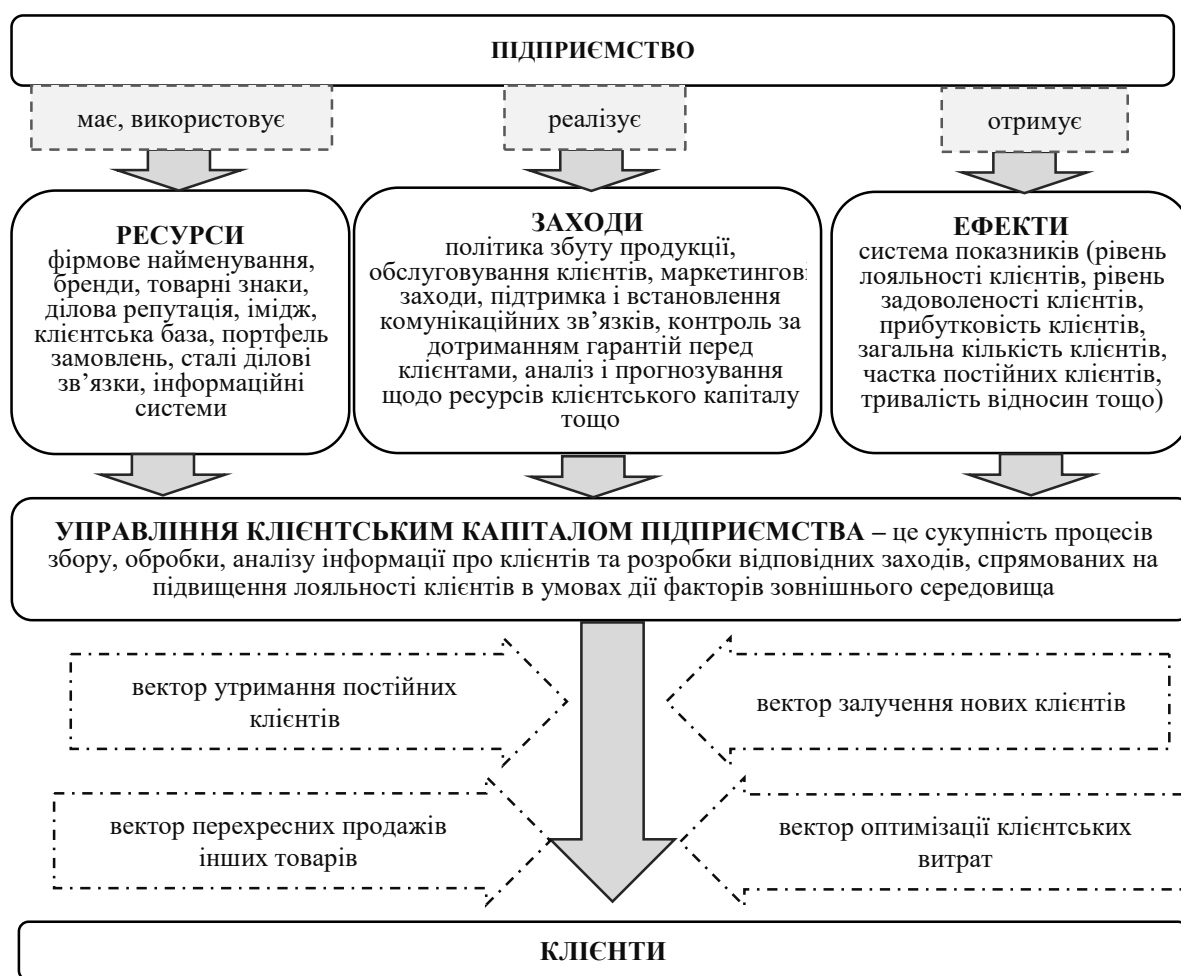 ПІДПРИЄМСТВО
має, використовує
реалізує
отримує
РЕСУРСИ
фірмове найменування,
бренди, товарні знаки,
ділова репутація, імідж,
клієнтська база, портфель
замовлень, сталі ділові
зв’язки, інформаційні
системи
ЗАХОДИ
політика збуту продукції,
обслуговування клієнтів, маркетингові
заходи, підтримка і встановлення
комунікаційних зв’язків, контроль за
дотриманням гарантій перед
клієнтами, аналіз і прогнозування
щодо ресурсів клієнтського капіталу
тощо
ЕФЕКТИ
система показників (рівень
лояльності клієнтів, рівень
задоволеності клієнтів,
прибутковість клієнтів,
загальна кількість клієнтів,
частка постійних клієнтів,
тривалість відносин тощо)
УПРАВЛІННЯ КЛІЄНТСЬКИМ КАПІТАЛОМ ПІДПРИЄМСТВА – це сукупність процесів
збору, обробки, аналізу інформації про клієнтів та розробки відповідних заходів, спрямованих на
підвищення лояльності клієнтів в умовах дії факторів зовнішнього середовища
вектор утримання постійних
клієнтів
вектор залучення нових клієнтів
вектор перехресних продажів
інших товарів
вектор оптимізації клієнтських
витрат
КЛІЄНТИ